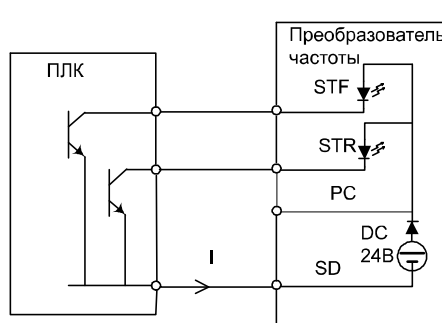 Преобразователь
частоты
ПЛК
STF
STR
PC
DC
24В
I
SD